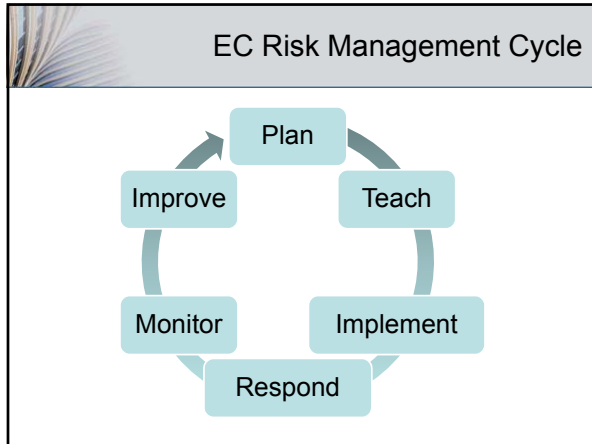 EC Risk Management Cycle
Plan
Teach
Implement
Respond
Monitor
Improve